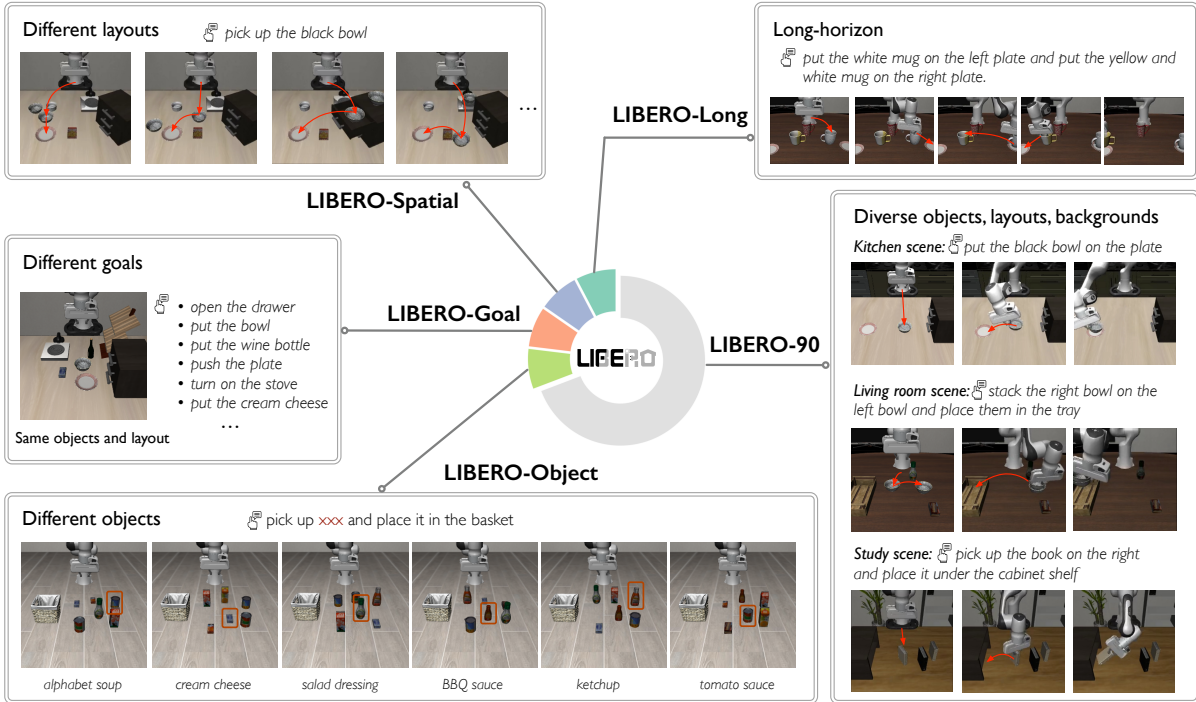 Different layouts
pick up the black bowl
...
LIBERO-Spatial
Long-horizon
put the white mug on the left plate and put the yellow and
white mug on the right plate.
LIBERO-Long
Different goals
• open the drawer
• put the bowl
• put the wine bottle
• push the plate
• turn on the stove
• put the cream cheese
...
Same objects and layout
LIBERO-Goal
LIBERO
LIBERO-90
Diverse objects, layouts, backgrounds
Kitchen scene: put the black bowl on the plate
Living room scene: stack the right bowl on the
left bowl and place them in the tray
Study scene: pick up the book on the right
and place it under the cabinet shelf
LIBERO-Object
Different objects
pick up xxx and place it in the basket
alphabet soup
cream cheese
salad dressing
BBQ sauce
ketchup
tomato sauce